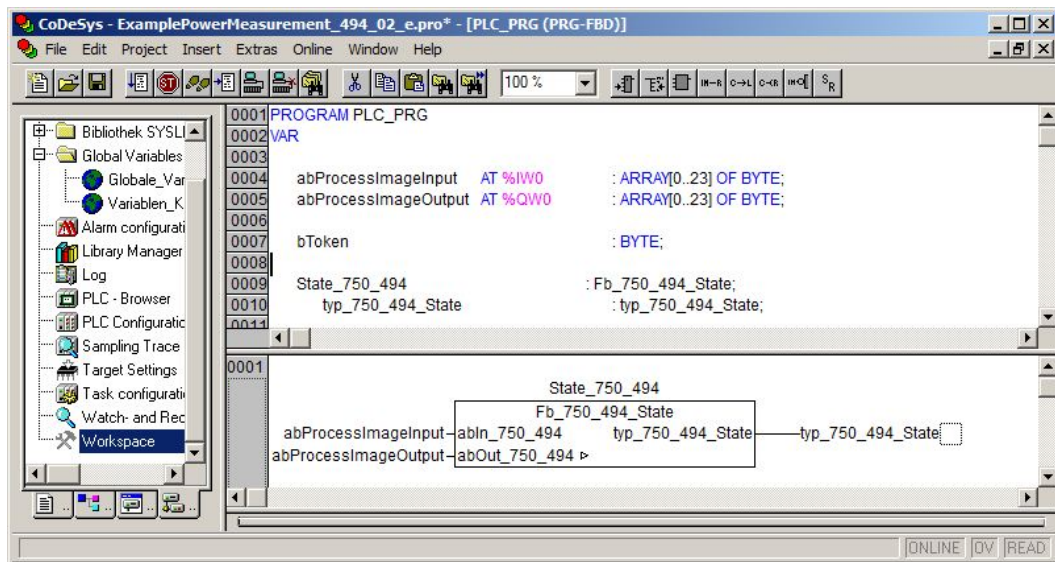 CoDeSys - ExamplePowerMeasurement_494_02_e.pro* - [PLC_PRG (PRG-FBD)]
File Edit Project Insert Extras Online Window Help
100 %
Bibliothek SYSLI
Global Variables
Globale_Var
Variablen_K
Alarm configurati
Library Manager
Log
PLC - Browser
PLC Configuratic
Sampling Trace
Target Settings
Task configurati
Watch- and Rec
Workspace
0001 PROGRAM PLC_PRG
0002 VAR
0003
0004 abProcessImageInput AT %IW0 : ARRAY[0..23] OF BYTE;
0005 abProcessImageOutput AT %QW0 : ARRAY[0..23] OF BYTE;
0006
0007 bToken : BYTE;
0008
0009 State_750_494 : Fb_750_494_State;
0010 typ_750_494_State : typ_750_494_State;
0011
0001
State_750_494
Fb_750_494_State
abProcessImageInput abIn_750_494 typ_750_494_State typ_750_494_State
abProcessImageOutput abOut_750_494
ONLINE OV READ